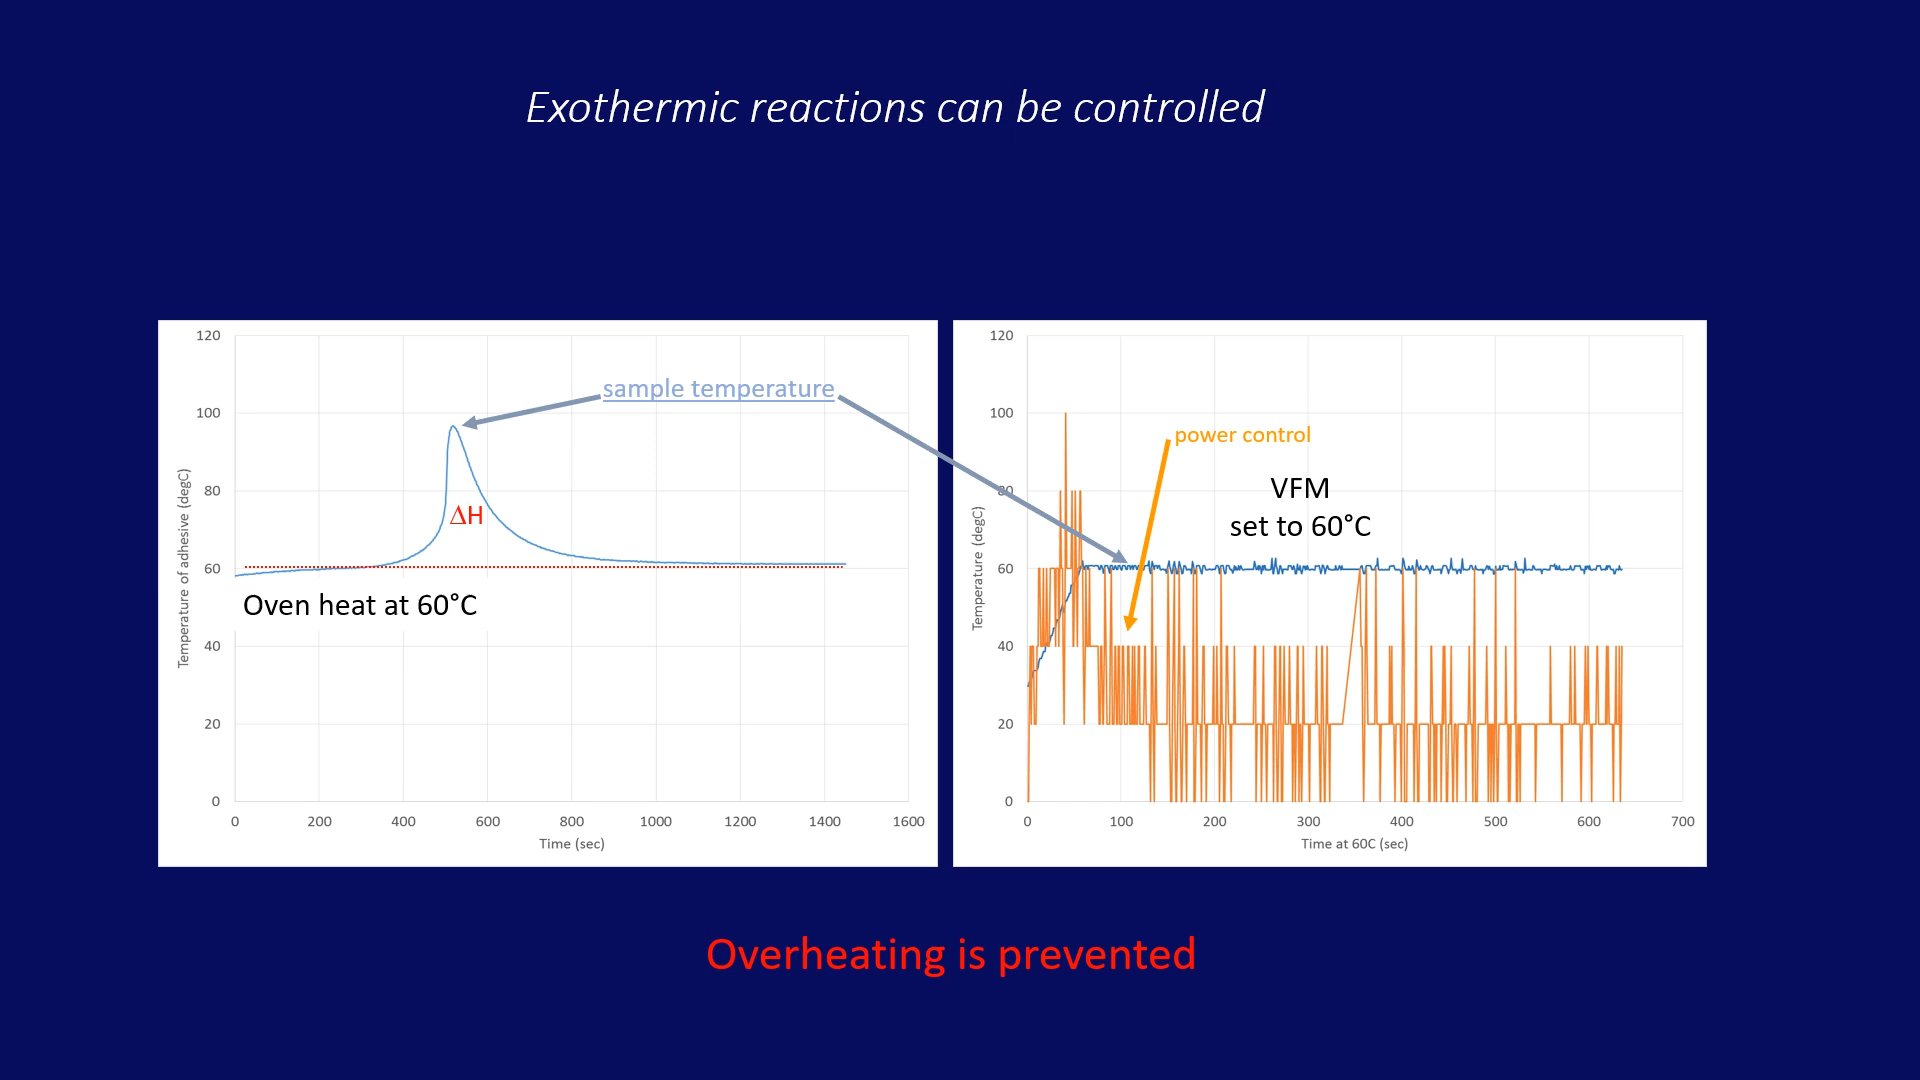 Exothermic reactions can be controlled
120
100
80
60
40
20
0
0 200 400 600 800 1000 1200 1400 1600
Time (sec)
Temperature of adhesive (degC)
sample temperature
ΔH
Oven heat at 60°C
120
100
80
60
40
20
0
0 100 200 300 400 500 600 700
Time at 60C (sec)
Temperature (degC)
power control
VFM
set to 60°C
Overheating is prevented